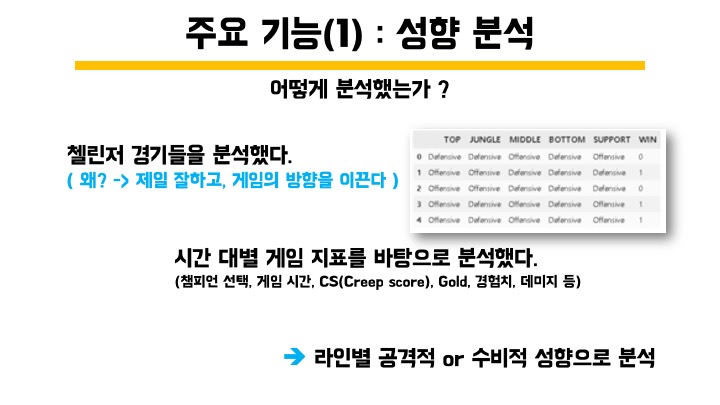 주요 기능(1) : 성향 분석
어떻게 분석했는가 ?
첼린저 경기들을 분석했다.
( 왜? -> 제일 잘하고, 게임의 방향을 이끈다 )
TOP JUNGLE MIDDLE BOTTOM SUPPORT WIN
0 Defensive Defensive Offensive Defensive Offensive 0
1 Offensive Offensive Defensive Defensive Defensive 1
2 Offensive Defensive Offensive Defensive Defensive 0
3 Offensive Defensive Offensive Offensive Offensive 1
4 Offensive Defensive Defensive Offensive Offensive 1
시간 대별 게임 지표를 바탕으로 분석했다.
(챔피언 선택, 게임 시간, CS(Creep score), Gold, 경험치, 데미지 등)
➔ 라인별 공격적 or 수비적 성향으로 분석